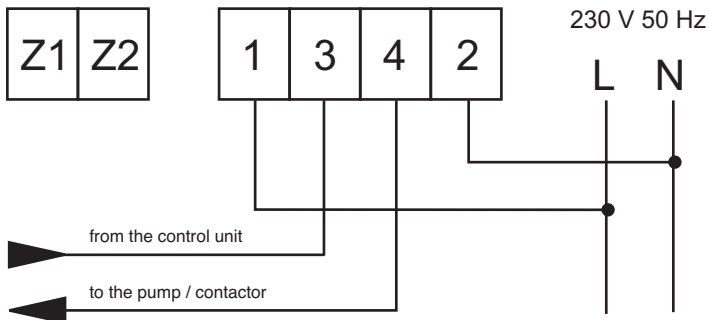 230 V 50 Hz
Z1 Z2 1 3 4 2
L N
from the control unit
to the pump / contactor